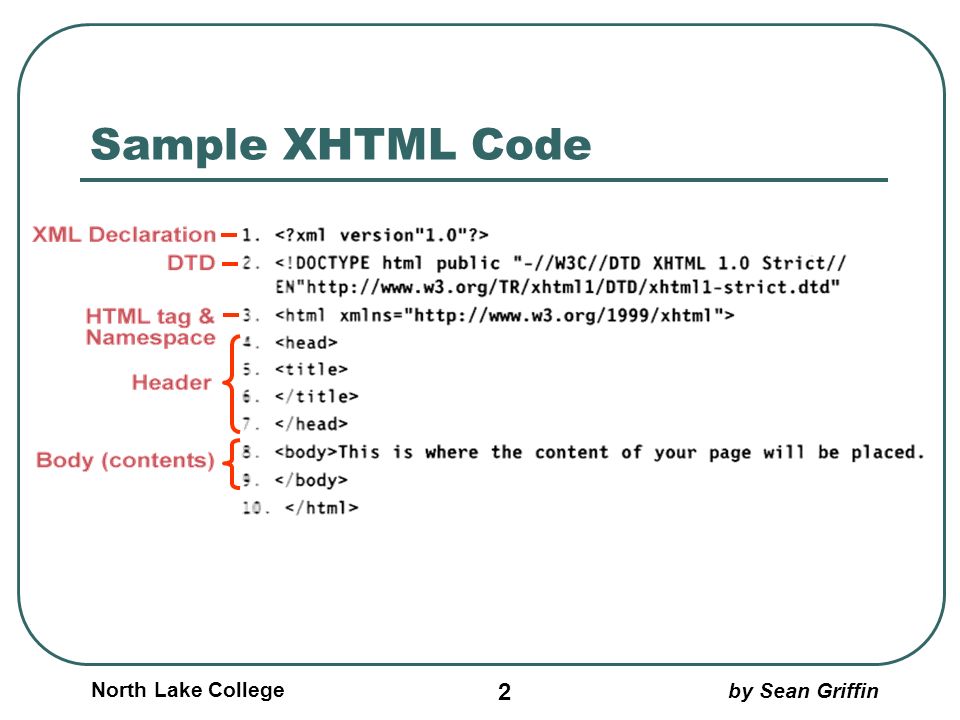 Sample XHTML Code
XML Declaration
1. <?xml version"1.0"?>
DTD
2. <!DOCTYPE html public "-//W3C//DTD XHTML 1.0 Strict//
EN"http://www.w3.org/TR/xhtml1/DTD/xhtml1-strict.dtd"
HTML tag &
Namespace
3. <html xmlns="http://www.w3.org/1999/xhtml">
4. <head>
Header
5. <title>
6. </title>
7. </head>
Body (contents)
8. <body>This is where the content of your page will be placed.
9. </body>
10. </html>
North Lake College
2
by Sean Griffin